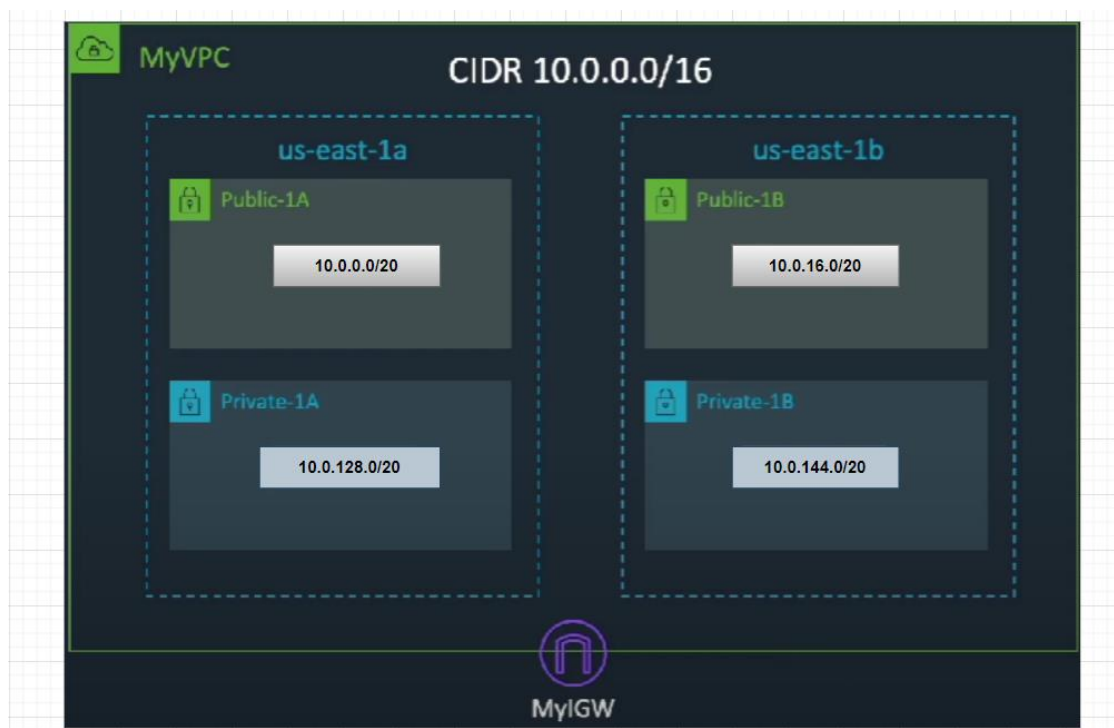 MyVPC
CIDR 10.0.0.0/16
us-east-1a
Public-1A
10.0.0.0/20
Private-1A
10.0.128.0/20
us-east-1b
Public-1B
10.0.16.0/20
Private-1B
10.0.144.0/20
MyIGW